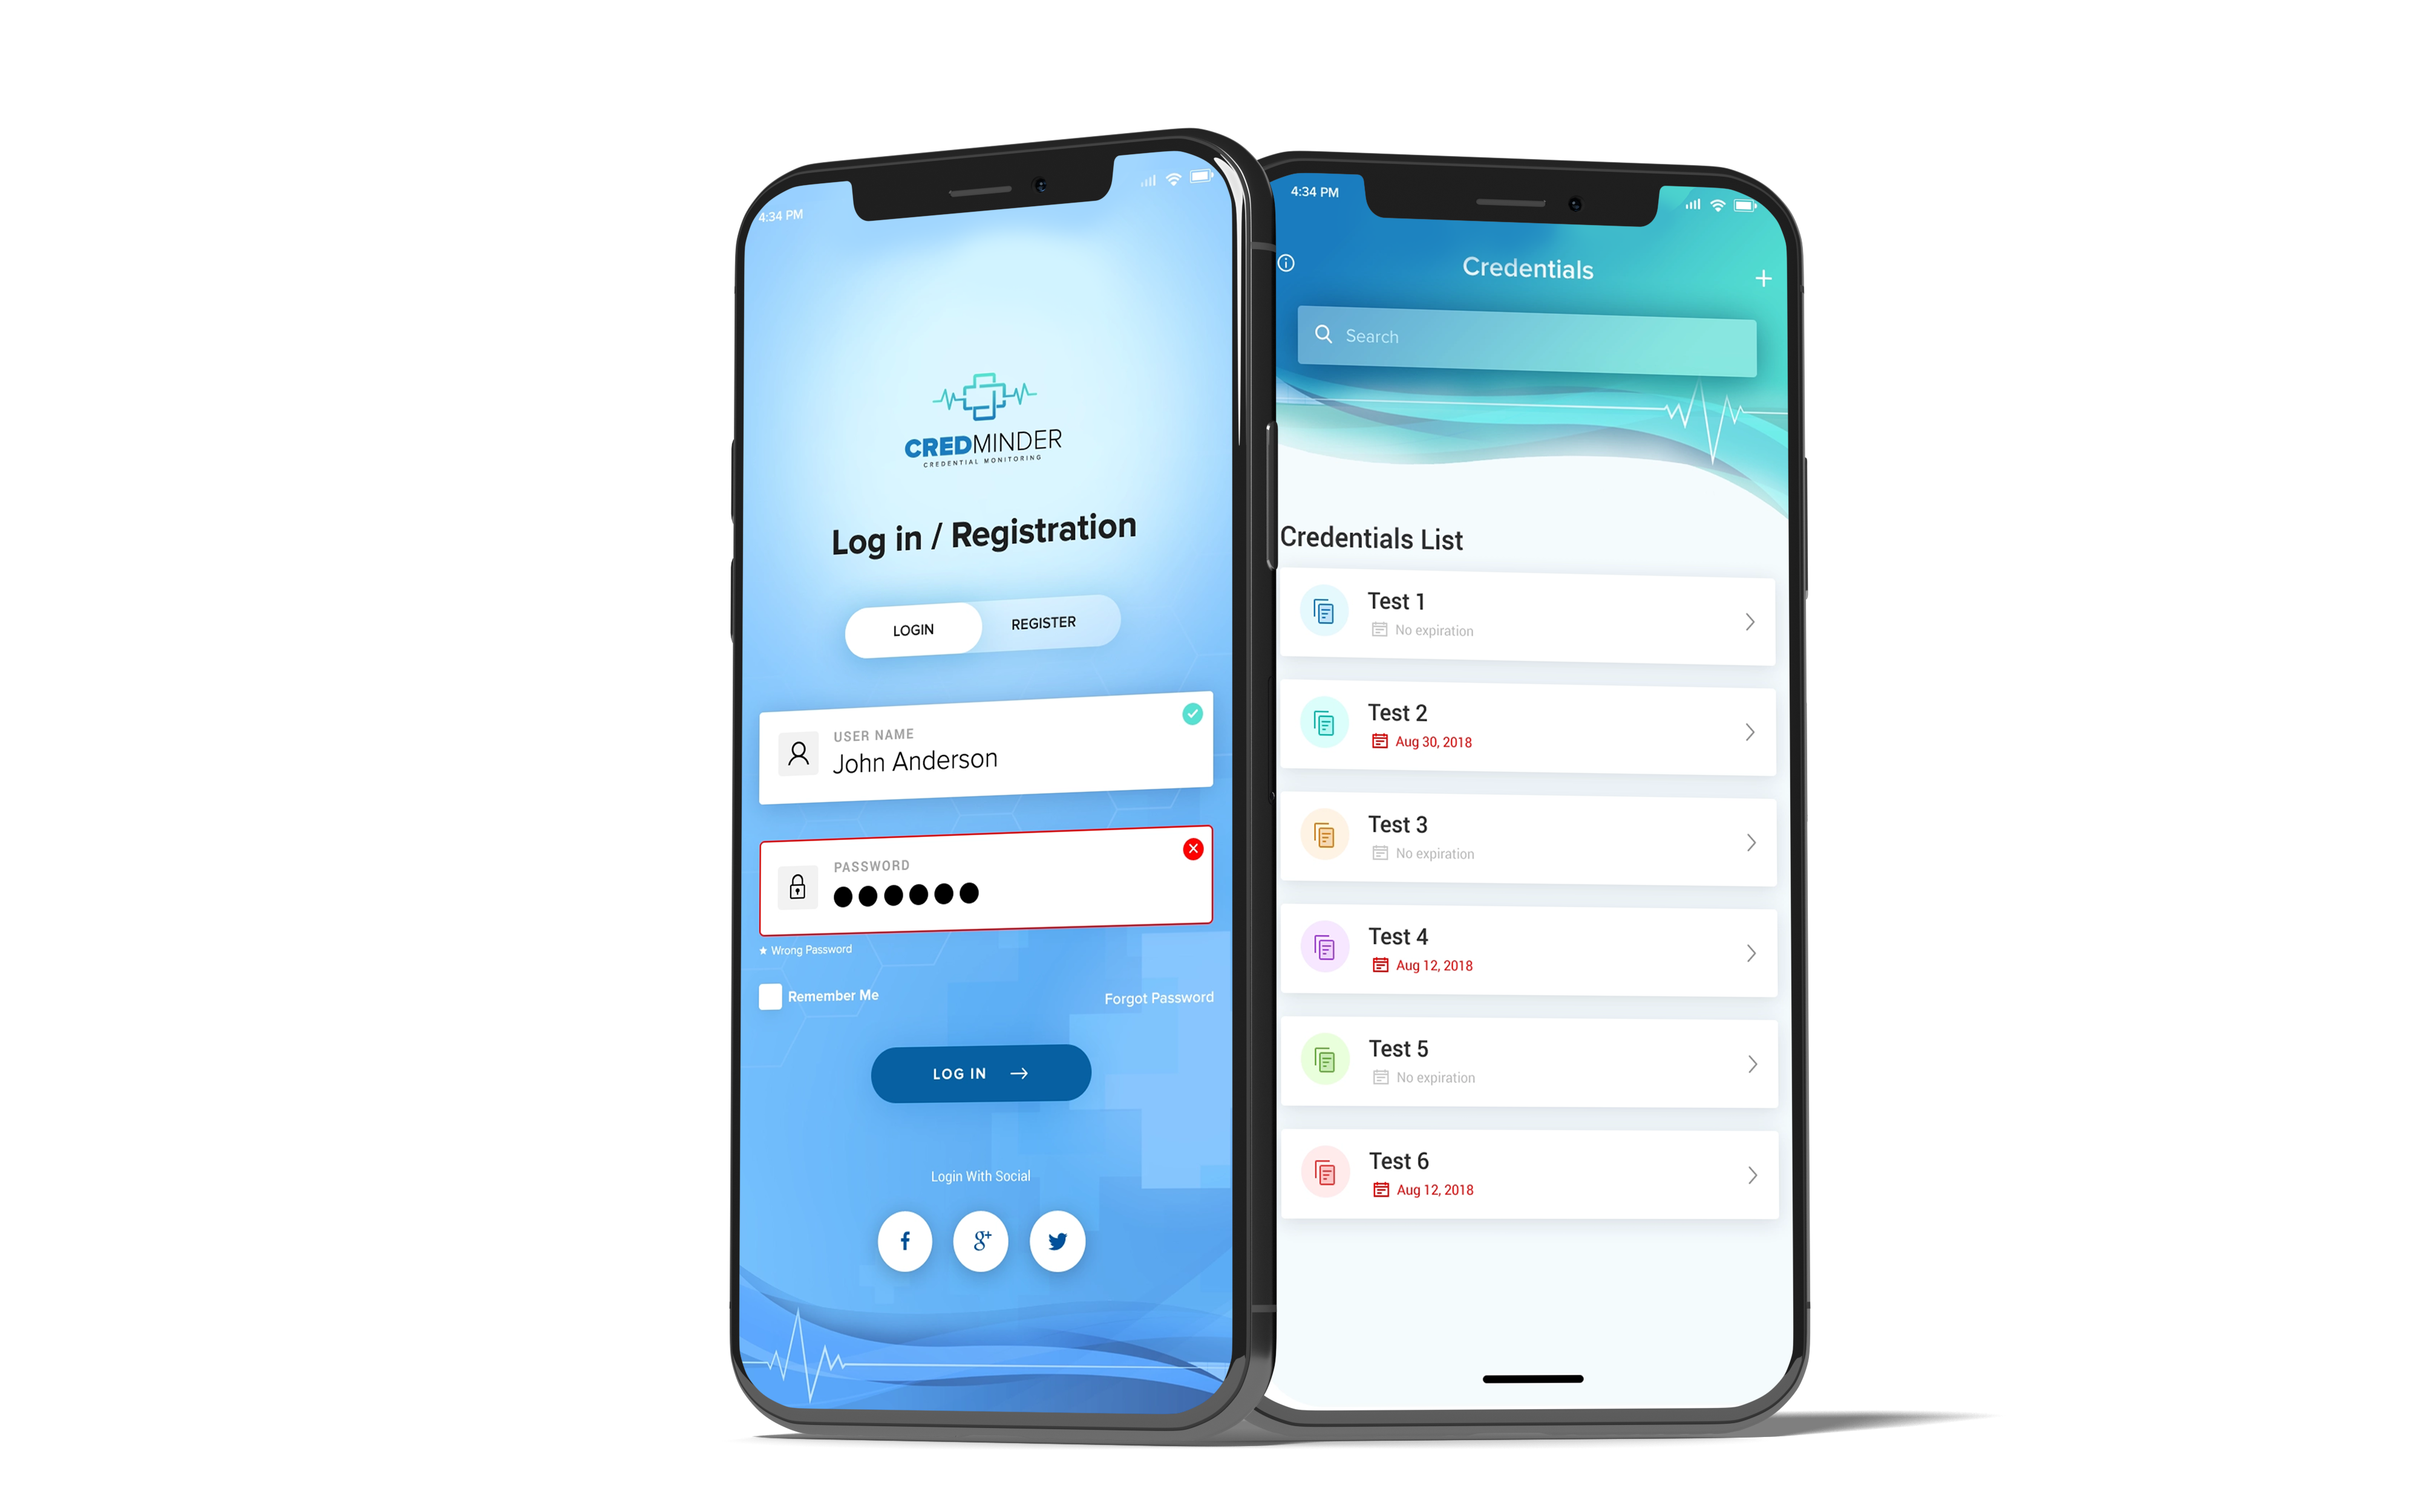 4:34 PM
CREDMINDER
CREDENTIAL MONITORING
Log in / Registration
LOGIN
REGISTER
USER NAME
John Anderson
PASSWORD
★ Wrong Password
Remember Me
Forgot Password
LOG IN →
Login With Social
f
g+
4:34 PM
Credentials
Search
Credentials List
Test 1
No expiration
Test 2
Aug 30, 2018
Test 3
No expiration
Test 4
Aug 12, 2018
Test 5
No expiration
Test 6
Aug 12, 2018